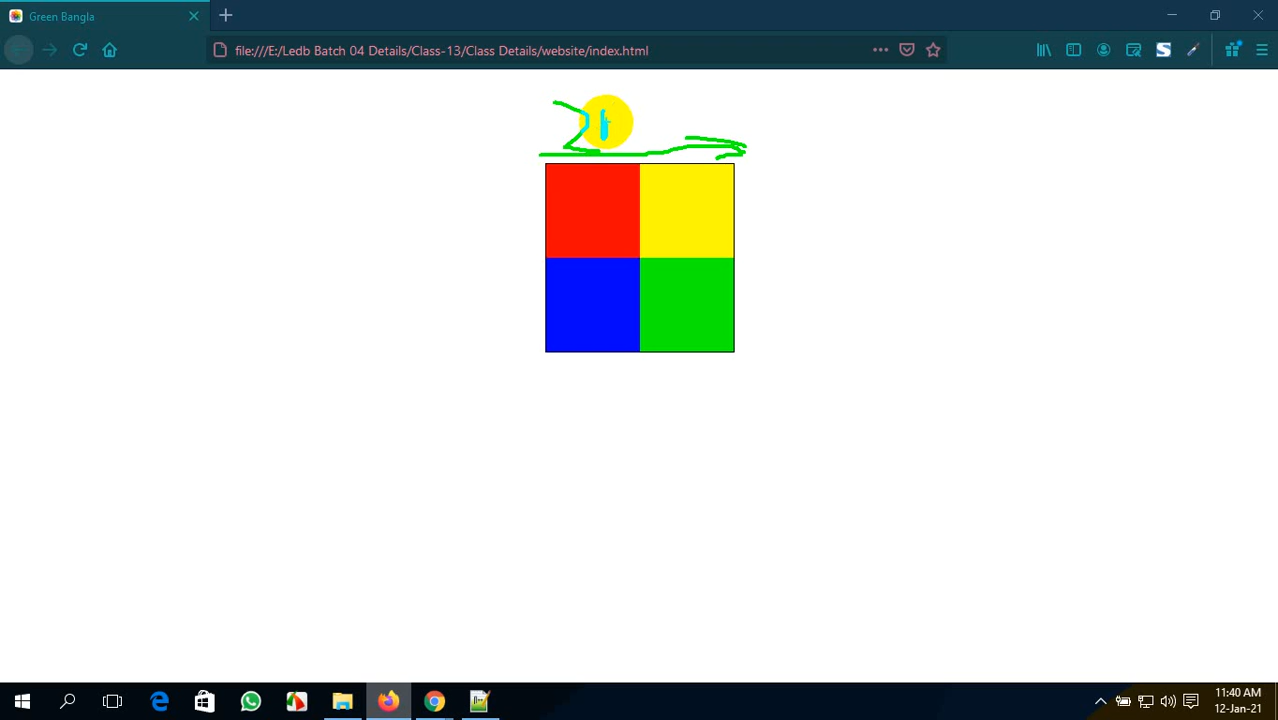 Green Bangla
file:///E:/Ledb Batch 04 Details/Class-13/Class Details/website/index.html
11:40 AM
12-Jan-21